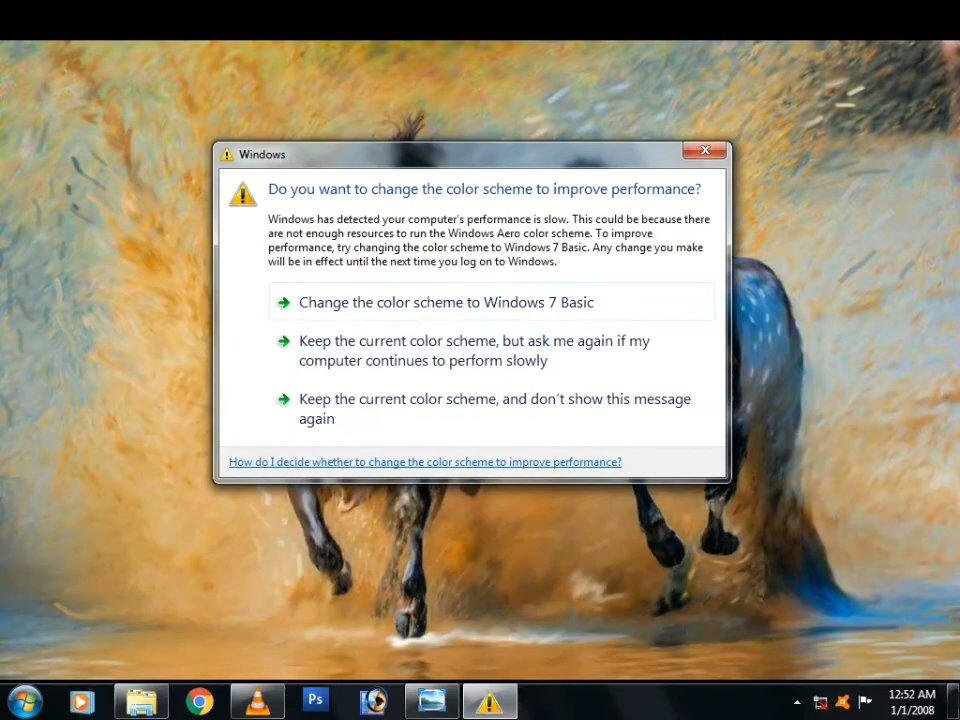 Windows
Do you want to change the color scheme to improve performance?
Windows has detected your computer's performance is slow. This could be because there
are not enough resources to run the Windows Aero color scheme. To improve
performance, try changing the color scheme to Windows 7 Basic. Any change you make
will be in effect until the next time you log on to Windows.
Change the color scheme to Windows 7 Basic
Keep the current color scheme, but ask me again if my
computer continues to perform slowly
Keep the current color scheme, and don't show this message
again
How do I decide whether to change the color scheme to improve performance?
Ps
12:52 AM
1/1/2008